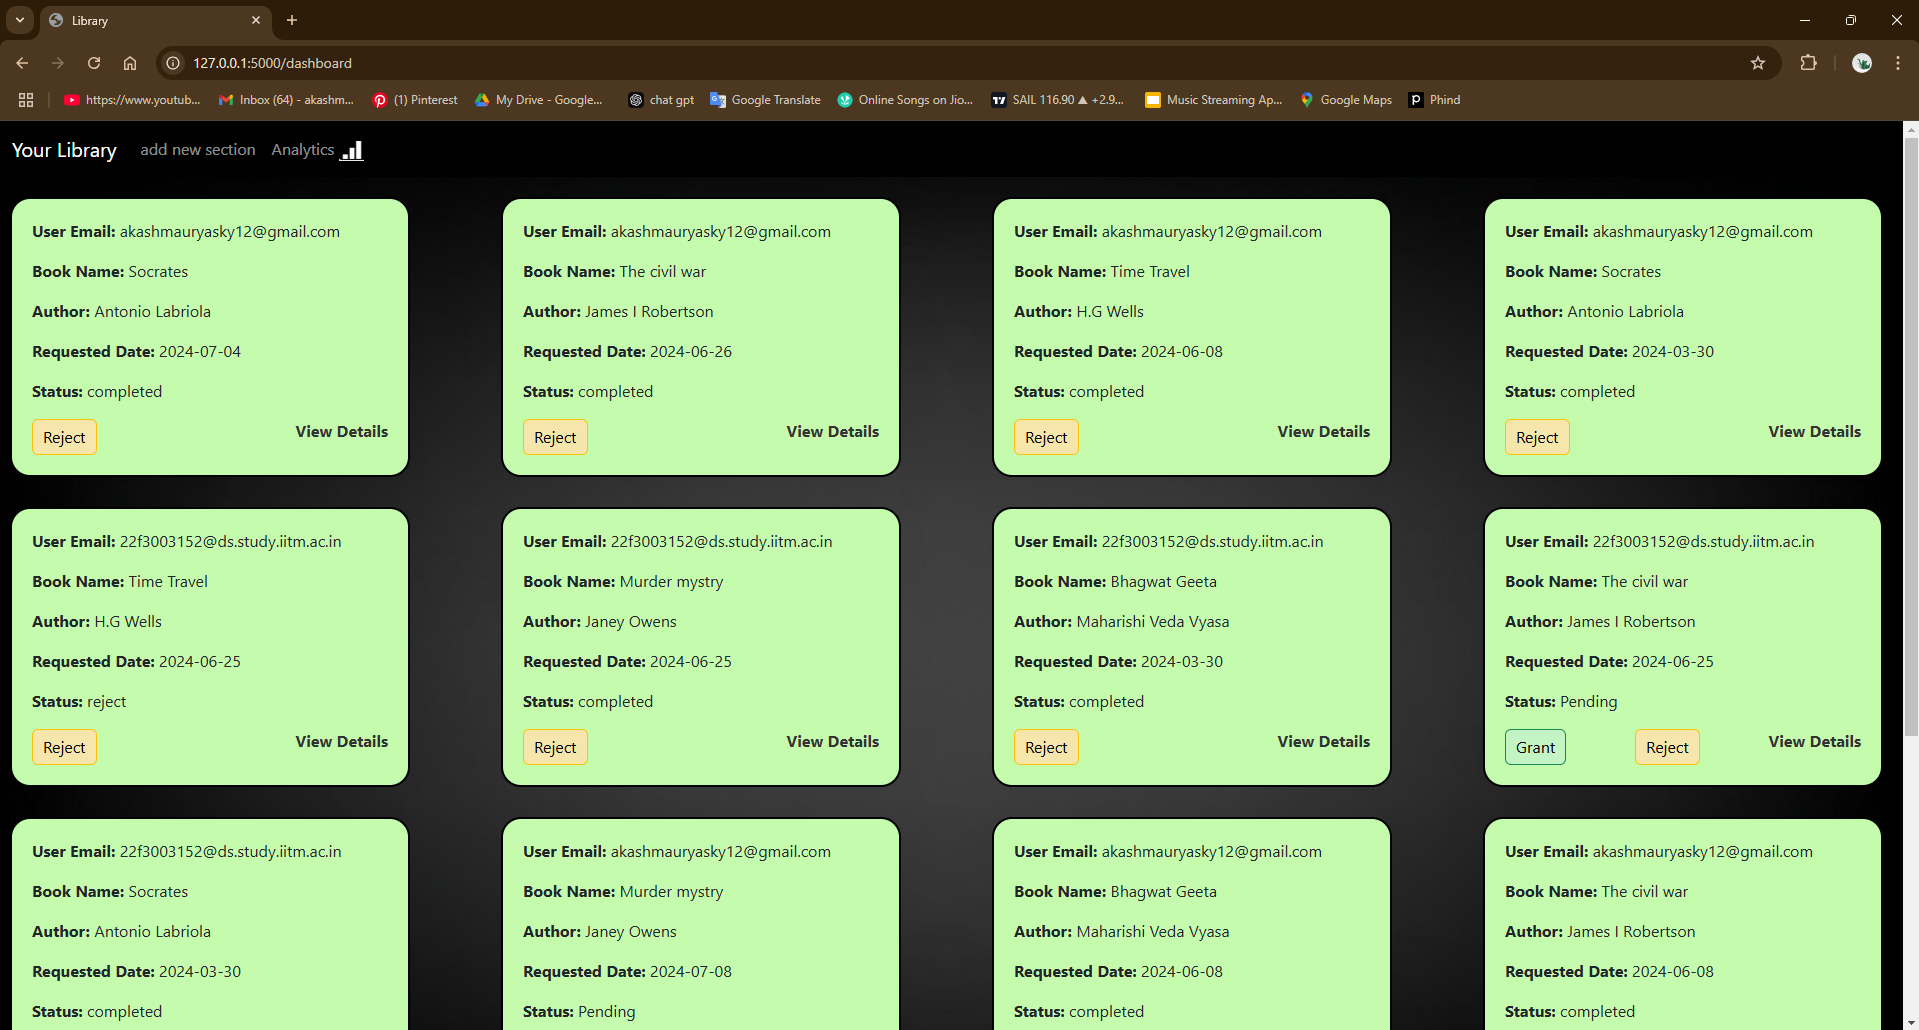 Library
127.0.0.1:5000/dashboard
https://www.youtub...
Inbox (64) - akashm...
(1) Pinterest
My Drive - Google...
chat gpt
Google Translate
Online Songs on Jio...
SAIL 116.90 ▲ +2.9...
Music Streaming Ap...
Google Maps
Phind
Your Library
add new section
Analytics
User Email: akashmauryasky12@gmail.com
Book Name: Socrates
Author: Antonio Labriola
Requested Date: 2024-07-04
Status: completed
Reject
View Details
User Email: akashmauryasky12@gmail.com
Book Name: The civil war
Author: James I Robertson
Requested Date: 2024-06-26
Status: completed
Reject
View Details
User Email: akashmauryasky12@gmail.com
Book Name: Time Travel
Author: H.G Wells
Requested Date: 2024-06-08
Status: completed
Reject
View Details
User Email: akashmauryasky12@gmail.com
Book Name: Socrates
Author: Antonio Labriola
Requested Date: 2024-03-30
Status: completed
Reject
View Details
User Email: 22f3003152@ds.study.iitm.ac.in
Book Name: Time Travel
Author: H.G Wells
Requested Date: 2024-06-25
Status: reject
Reject
View Details
User Email: 22f3003152@ds.study.iitm.ac.in
Book Name: Murder mystry
Author: Janey Owens
Requested Date: 2024-06-25
Status: completed
Reject
View Details
User Email: 22f3003152@ds.study.iitm.ac.in
Book Name: Bhagwat Geeta
Author: Maharishi Veda Vyasa
Requested Date: 2024-03-30
Status: completed
Reject
View Details
User Email: 22f3003152@ds.study.iitm.ac.in
Book Name: The civil war
Author: James I Robertson
Requested Date: 2024-06-25
Status: Pending
Grant
Reject
View Details
User Email: 22f3003152@ds.study.iitm.ac.in
Book Name: Socrates
Author: Antonio Labriola
Requested Date: 2024-03-30
Status: completed
User Email: akashmauryasky12@gmail.com
Book Name: Murder mystry
Author: Janey Owens
Requested Date: 2024-07-08
Status: Pending
User Email: akashmauryasky12@gmail.com
Book Name: Bhagwat Geeta
Author: Maharishi Veda Vyasa
Requested Date: 2024-06-08
Status: completed
User Email: akashmauryasky12@gmail.com
Book Name: The civil war
Author: James I Robertson
Requested Date: 2024-06-08
Status: completed